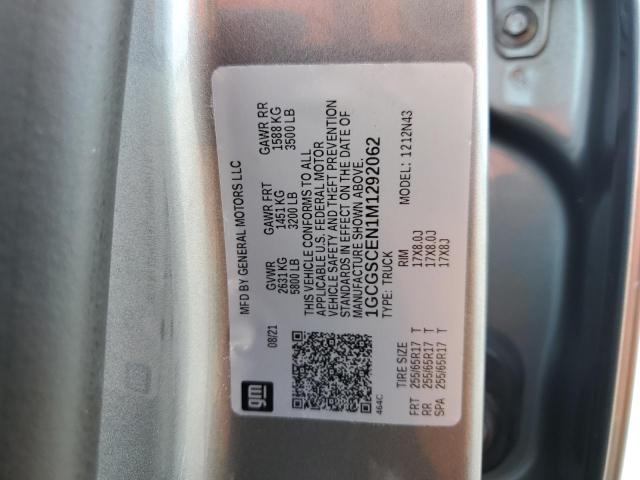 gm
MFD BY GENERAL MOTORS LLC
08/21
GVWR GAWR FRT GAWR RR
2631 KG 1451 KG 1588 KG
5800 LB 3200 LB 3500 LB
THIS VEHICLE CONFORMS TO ALL
APPLICABLE U.S. FEDERAL MOTOR
VEHICLE SAFETY AND THEFT PREVENTION
STANDARDS IN EFFECT ON THE DATE OF
MANUFACTURE SHOWN ABOVE.
1GCGSCEN1M1292062
TYPE: TRUCK MODEL: 1212N43
464C
TIRE SIZE RIM
FRT 255/65R17 T 17X8.0J
RR 255/65R17 T 17X8.0J
SPA 255/65R17 T 17X8J